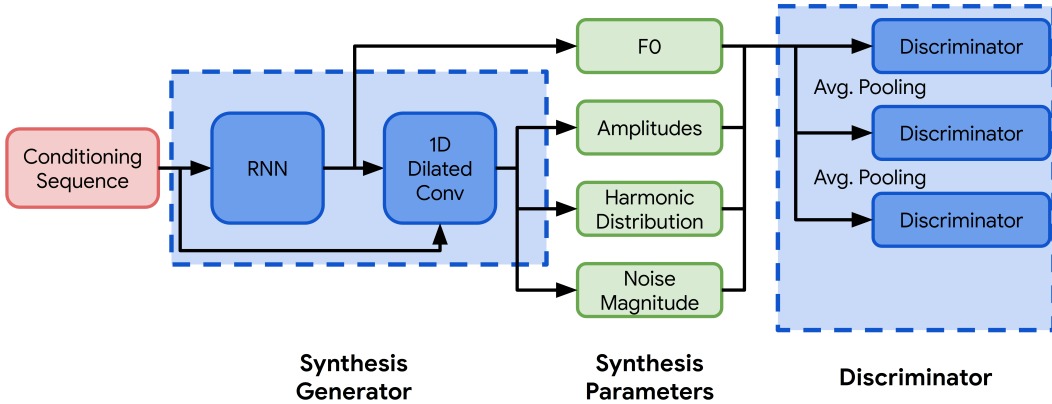 Conditioning
Sequence
RNN
1D
Dilated
Conv
F0
Amplitudes
Harmonic
Distribution
Noise
Magnitude
Discriminator
Avg. Pooling
Discriminator
Avg. Pooling
Discriminator
Synthesis
Generator
Synthesis
Parameters
Discriminator